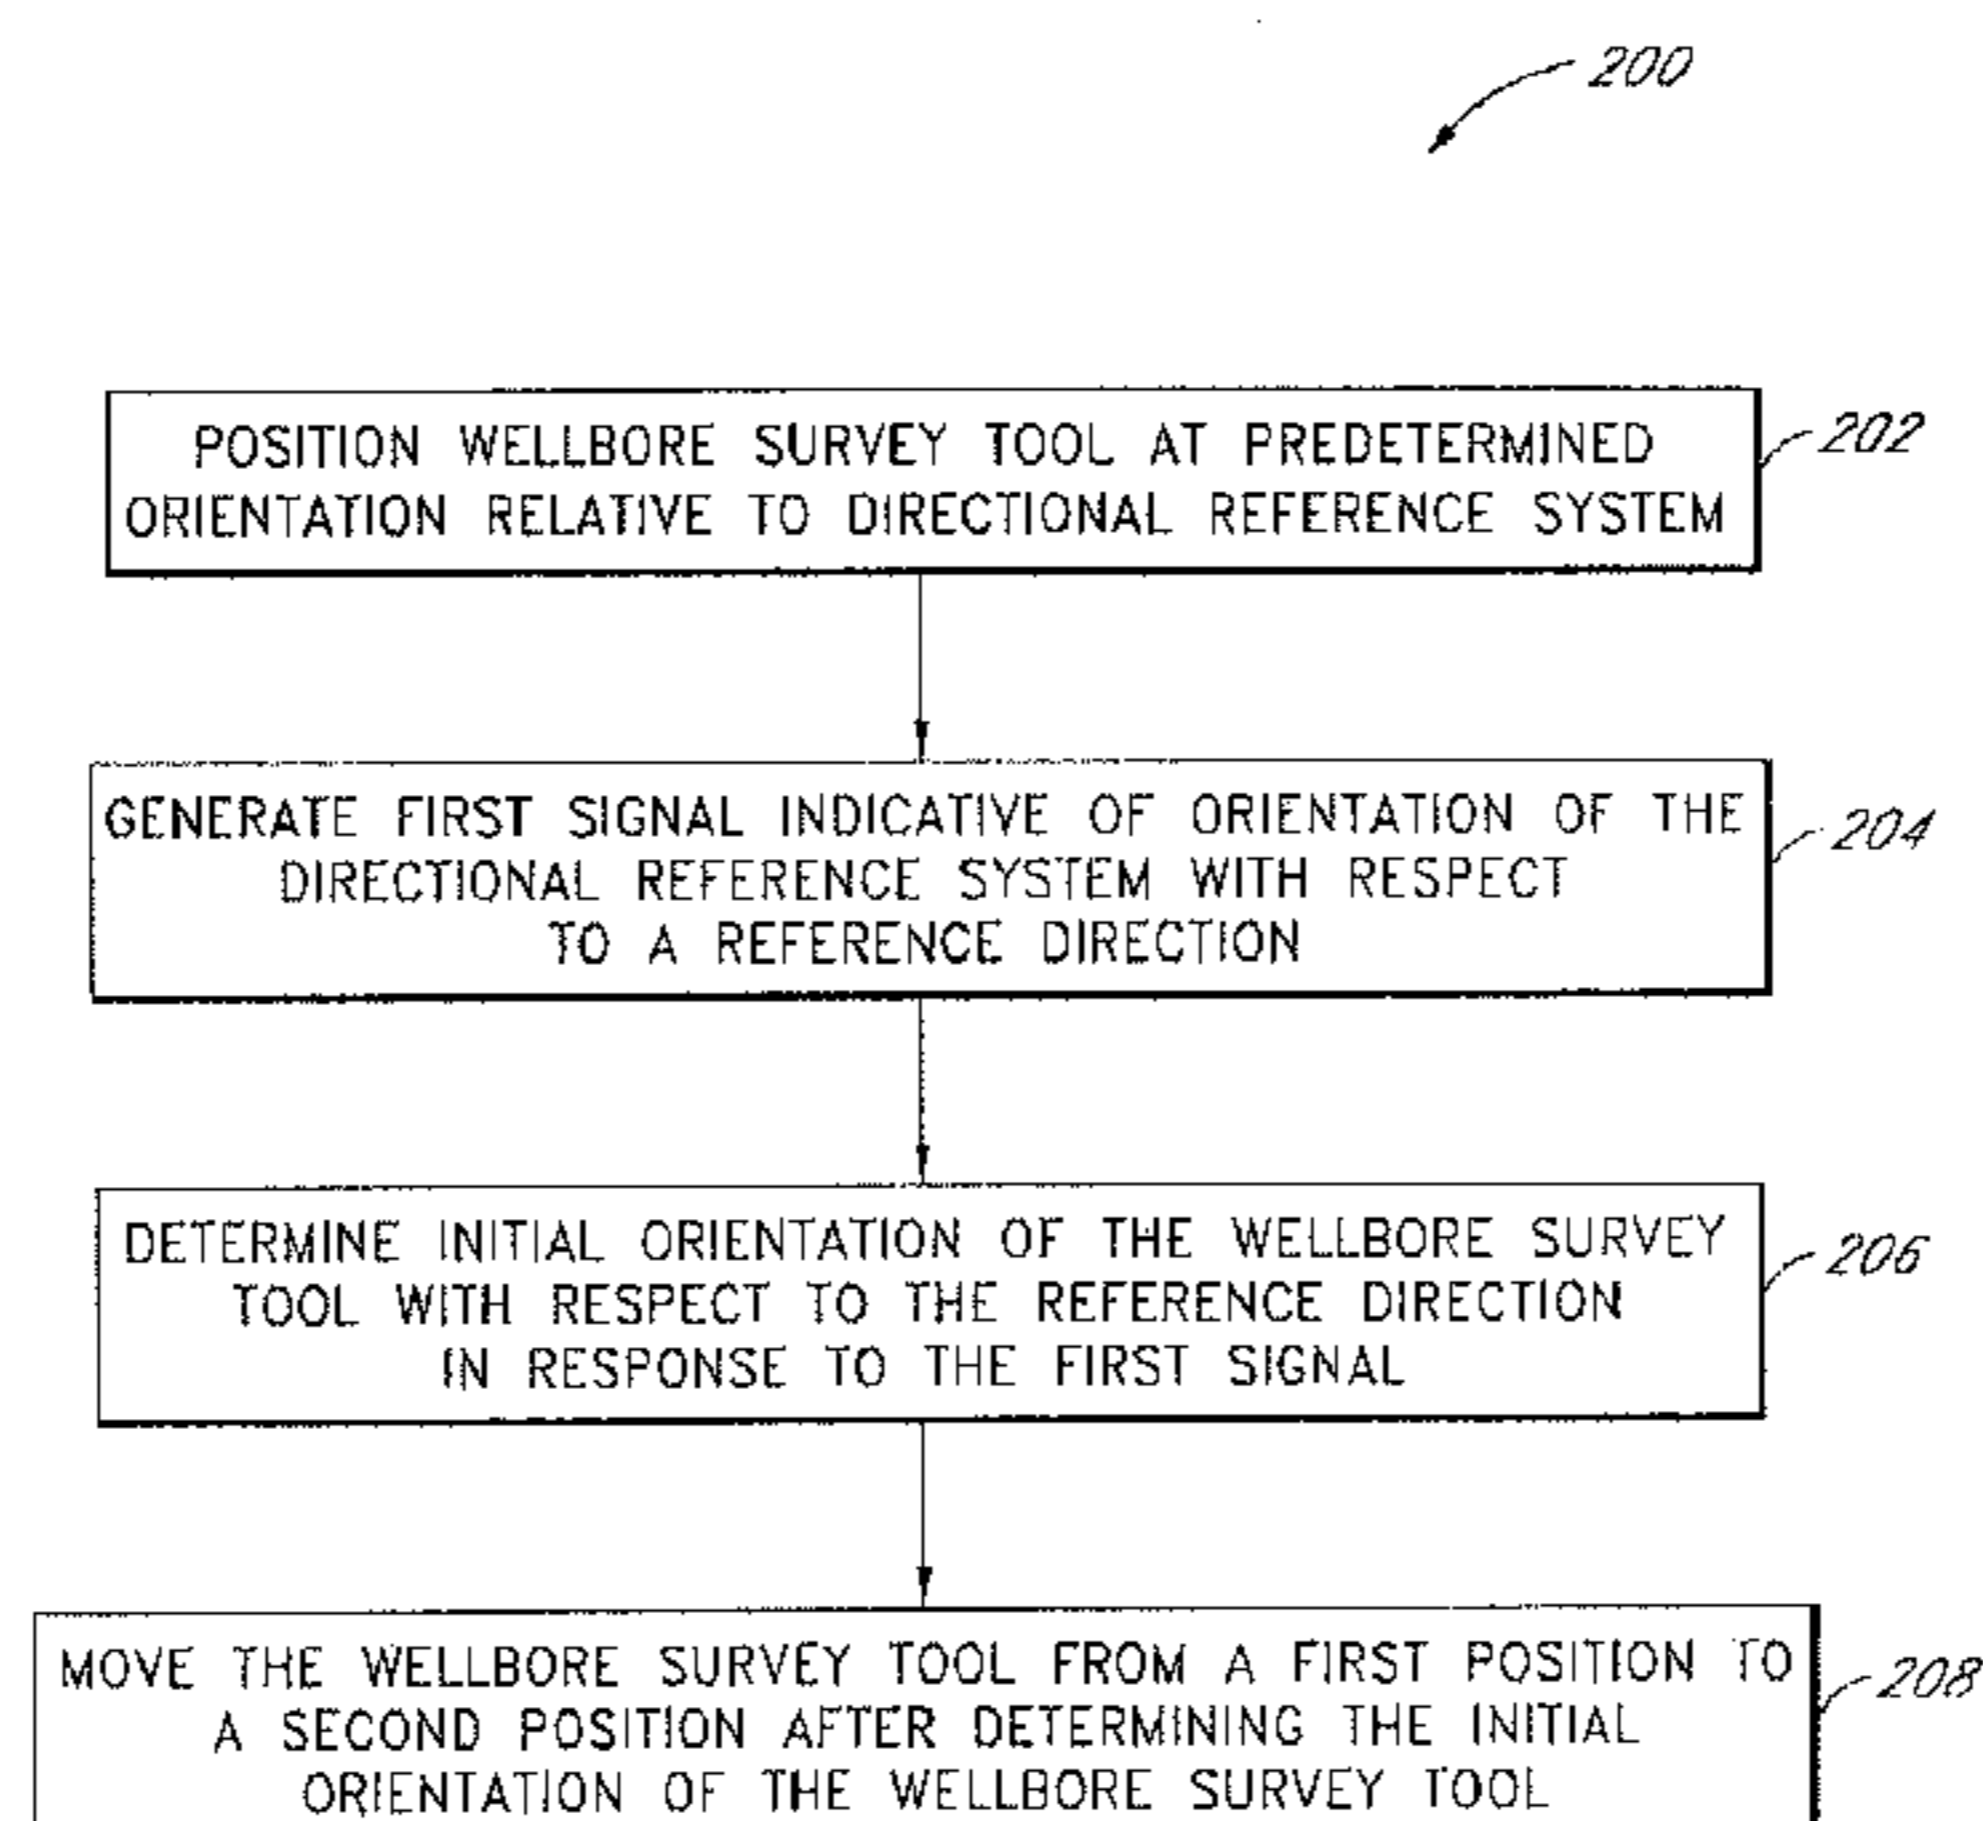 200
POSITION WELLBORE SURVEY TOOL AT PREDETERMINED
ORIENTATION RELATIVE TO DIRECTIONAL REFERENCE SYSTEM
202
GENERATE FIRST SIGNAL INDICATIVE OF ORIENTATION OF THE
DIRECTIONAL REFERENCE SYSTEM WITH RESPECT
TO A REFERENCE DIRECTION
204
DETERMINE INITIAL ORIENTATION OF THE WELLBORE SURVEY
TOOL WITH RESPECT TO THE REFERENCE DIRECTION
IN RESPONSE TO THE FIRST SIGNAL
206
MOVE THE WELLBORE SURVEY TOOL FROM A FIRST POSITION TO
A SECOND POSITION AFTER DETERMINING THE INITIAL
ORIENTATION OF THE WELLBORE SURVEY TOOL
208